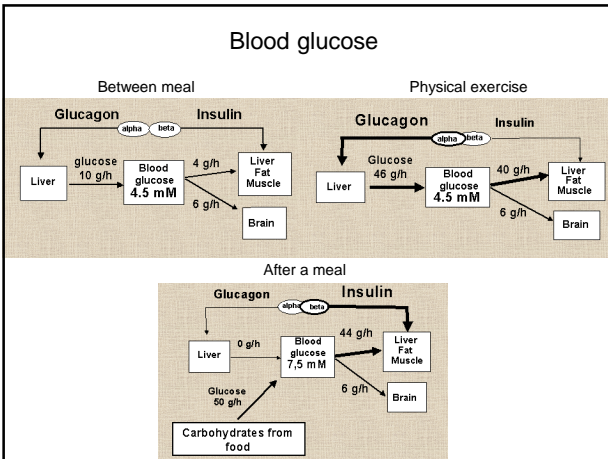 Blood glucose
Between meal
Glucagon Insulin
alpha beta
glucose
10 g/h
Liver
Blood
glucose
4.5 mM
4 g/h
6 g/h
Liver
Fat
Muscle
Brain
Physical exercise
Glucagon Insulin
alpha beta
Glucose
46 g/h
Liver
Blood
glucose
4.5 mM
40 g/h
6 g/h
Liver
Fat
Muscle
Brain
After a meal
Glucagon Insulin
alpha beta
Liver
0 g/h
Blood
glucose
7,5 mM
44 g/h
6 g/h
Liver
Fat
Muscle
Brain
Glucose
50 g/h
Carbohydrates from
food